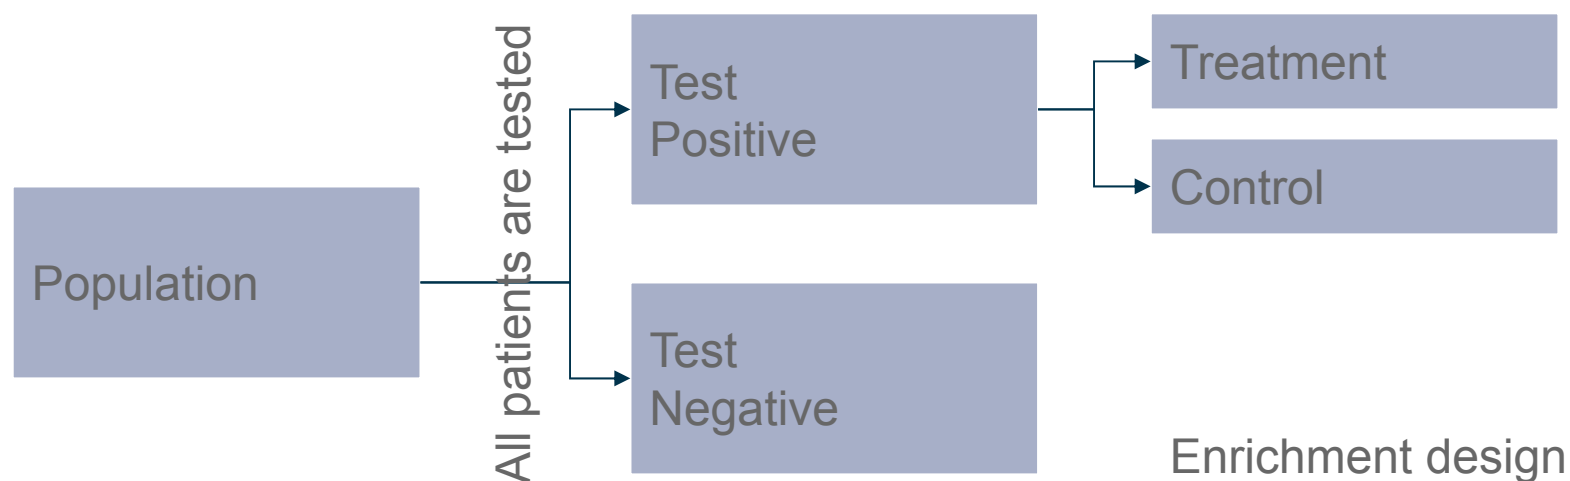 Population
All patients are tested
Test
Positive
Test
Negative
Treatment
Control
Enrichment design